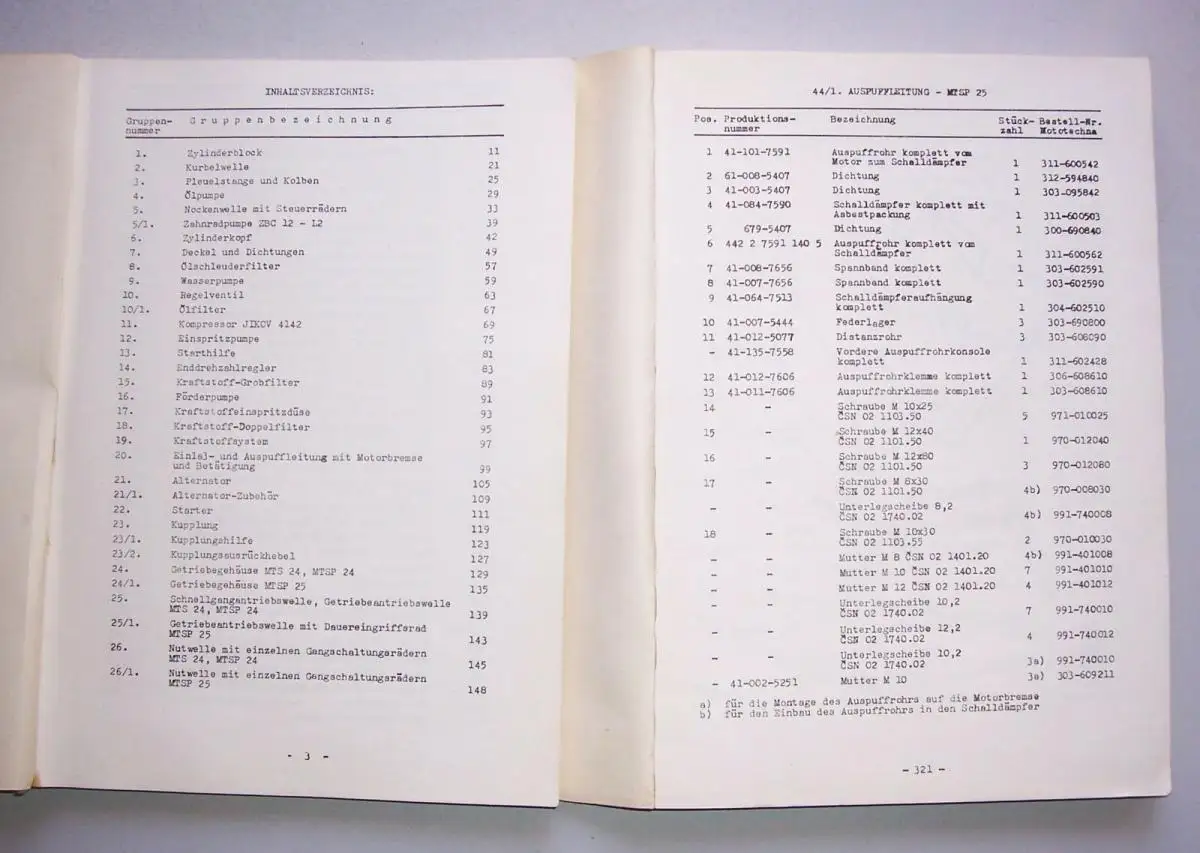 INHALTSVERZEICHNIS:
Gruppen- Gruppenbezeichnung
nummer
1. Zylinderblock 11
2. Kurbelwelle 21
3. Pleuelstange und Kolben 25
4. Ölpumpe 29
5. Nockenwelle mit Steuerrädern 33
5/1. Zahnradpumpe ZBC 12 - L2 39
6. Zylinderkopf 42
7. Deckel und Dichtungen 49
8. Ölschleuderfilter 57
9. Wasserpumpe 59
10. Regelventil 63
10/1. Ölfilter 67
11. Kompressor JIKOV 4142 69
12. Einspritzpumpe 75
13. Starthilfe 81
14. Enddrehzahlregler 83
15. Kraftstoff-Grobfilter 89
16. Förderpumpe 91
17. Kraftstoffeinspritzdüse 93
18. Kraftstoff-Doppelfilter 95
19. Kraftstoffsystem 97
20. Einlaß- und Auspuffleitung mit Motorbremse
und Betätigung 99
21. Alternator 105
21/1. Alternator-Zubehör 109
22. Starter 111
23. Kupplung 119
23/1. Kupplungshilfe 123
23/2. Kupplungsausrückhebel 127
24. Getriebegehäuse MTS 24, MTSP 24 129
24/1. Getriebegehäuse MTSP 25 135
25. Schnellgangantriebswelle, Getriebeantriebswelle
MTS 24, MTSP 24 139
25/1. Getriebeantriebswelle mit Dauereingriffsrad
MTSP 25 143
26. Nutwelle mit einzelnen Gangschaltungsrädern
MTS 24, MTSP 24 145
26/1. Nutwelle mit einzelnen Gangschaltungsrädern
MTSP 25 148
- 3 -
44/1. AUSPUFFLEITUNG - MTSP 25
Pos. Produktions- Bezeichnung Stück- Bestell-Nr.
nummer zahl Mototechna
1 41-101-7591 Auspuffrohr komplett vom
Motor zum Schalldämpfer 1 311-600542
2 61-008-5407 Dichtung 1 312-594840
3 41-003-5407 Dichtung 1 303-095842
4 41-084-7590 Schalldämpfer komplett mit
Asbestpackung 1 311-600503
5 679-5407 Dichtung 1 300-690840
6 442 2 7591 140 5 Auspuffrohr komplett vom
Schalldämpfer 1 311-600562
7 41-008-7656 Spannband komplett 1 303-602591
8 41-007-7656 Spannband komplett 1 303-602590
9 41-064-7513 Schalldämpferaufhängung
komplett 1 304-602510
10 41-007-5444 Federlager 3 303-690800
11 41-012-5077 Distanzrohr 3 303-608090
- 41-135-7558 Vordere Auspuffrohrkonsole
komplett 1 311-602428
12 41-012-7606 Auspuffrohrklemme komplett 1 306-608610
13 41-011-7606 Auspuffrohrklemme komplett 1 303-608610
14 - Schraube M 10x25
ČSN 02 1103.50 5 971-010025
15 - Schraube M 12x40
ČSN 02 1101.50 1 970-012040
16 - Schraube M 12x80
ČSN 02 1101.50 3 970-012080
17 - Schraube M 8x30
ČSN 02 1101.50 4b) 970-008030
- - Unterlegscheibe 8,2
ČSN 02 1740.02 4b) 991-740008
18 - Schraube M 10x30
ČSN 02 1103.55 2 970-010030
- - Mutter M 8 ČSN 02 1401.20 4b) 991-401008
- - Mutter M 10 ČSN 02 1401.20 7 991-401010
- - Mutter M 12 ČSN 02 1401.20 4 991-401012
- - Unterlegscheibe 10,2
ČSN 02 1740.02 7 991-740010
- - Unterlegscheibe 12,2
ČSN 02 1740.02 4 991-740012
- - Unterlegscheibe 10,2
ČSN 02 1740.02 3a) 991-740010
- 41-002-5251 Mutter M 10 3a) 303-609211
a) für die Montage des Auspuffrohrs auf die Motorbremse
b) für den Einbau des Auspuffrohrs in den Schalldämpfer
- 321 -